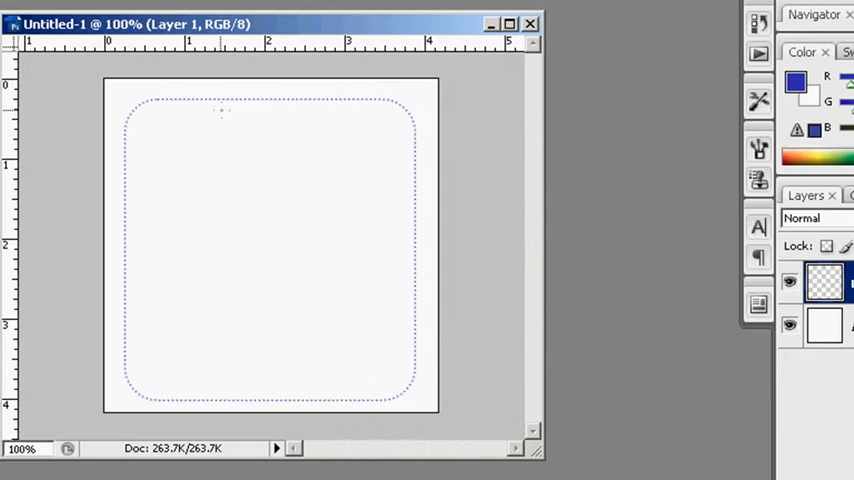 Untitled-1 @ 100% (Layer 1, RGB/8)
1 0 1 2 3 4 5
0
1
2
3
4
100%
Doc: 263.7K/263.7K
Navigator ×
Color ×
R
G
B
Layers ×
Normal
Lock: